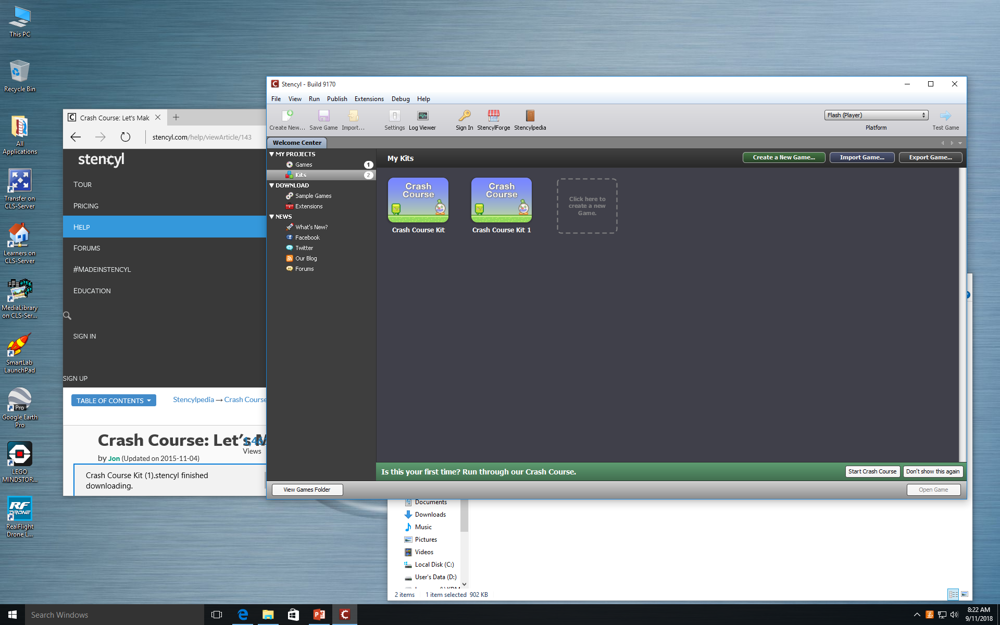 This PC
Recycle Bin
All
Applications
Transfer on
CLS-Server
Learners on
CLS-Server
MediaLibrary
on CLS-Ser...
SmartLab
LaunchPad
Pro
Google Earth
Pro
LEGO
MINDSTOR...
RF
DRONE
RealFlight
Drone L...
Crash Course: Let's Mak
stencyl.com/help/viewArticle/143
stencyl
TOUR
PRICING
HELP
FORUMS
#MADEINSTENCYL
EDUCATION
SIGN IN
SIGN UP
TABLE OF CONTENTS
Stencylpedia → Crash Course
Crash Course: Let's M
Views
by Jon (Updated on 2015-11-04)
Crash Course Kit (1).stencyl finished
downloading.
Stencyl - Build 9170
File View Run Publish Extensions Debug Help
Create New... Save Game Import... Settings Log Viewer Sign In StencylForge Stencylpedia
Flash (Player)
Platform
Test Game
Welcome Center
MY PROJECTS
Games 1
Kits 2
DOWNLOAD
Sample Games
Extensions
NEWS
What's New?
Facebook
Twitter
Our Blog
Forums
My Kits
Create a New Game...
Import Game...
Export Game...
Crash
Course
Crash Course Kit
Crash
Course
Crash Course Kit 1
Click here to
create a new
Game.
Is this your first time? Run through our Crash Course.
Start Crash Course
Don't show this again
View Games Folder
Open Game
Documents
Downloads
Music
Pictures
Videos
Local Disk (C:)
User's Data (D:)
2 items 1 item selected 902 KB
Search Windows
8:22 AM
9/11/2018